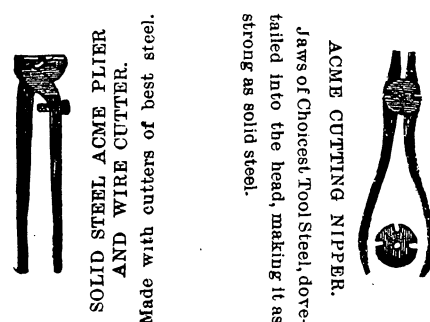 SOLID STEEL ACME PLIER
AND WIRE CUTTER.
Made with cutters of best steel.
ACME CUTTING NIPPER.
Jaws of Choicest Tool Steel, dove-
tailed into the head, making it as
strong as solid steel.